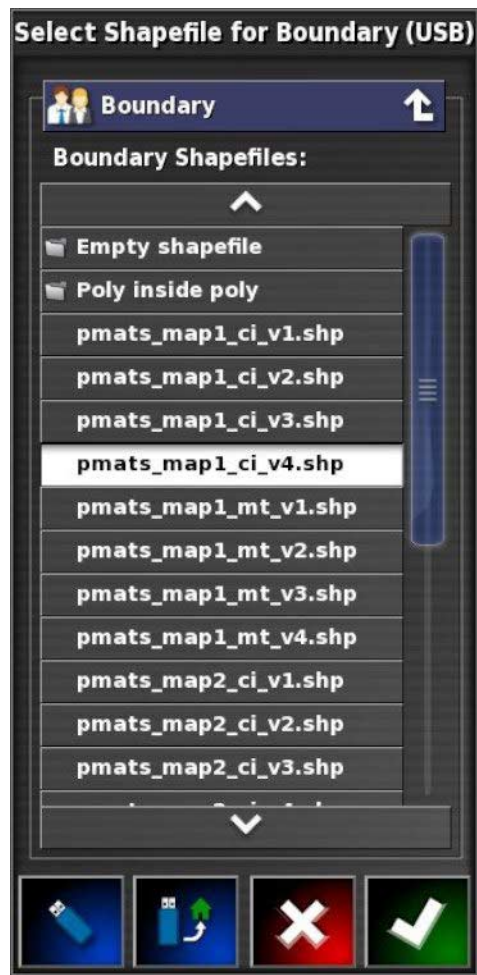 Select Shapefile for Boundary (USB)
Boundary
Boundary Shapefiles:
Empty shapefile
Poly inside poly
pmats_map1_ci_v1.shp
pmats_map1_ci_v2.shp
pmats_map1_ci_v3.shp
pmats_map1_ci_v4.shp
pmats_map1_mt_v1.shp
pmats_map1_mt_v2.shp
pmats_map1_mt_v3.shp
pmats_map1_mt_v4.shp
pmats_map2_ci_v1.shp
pmats_map2_ci_v2.shp
pmats_map2_ci_v3.shp